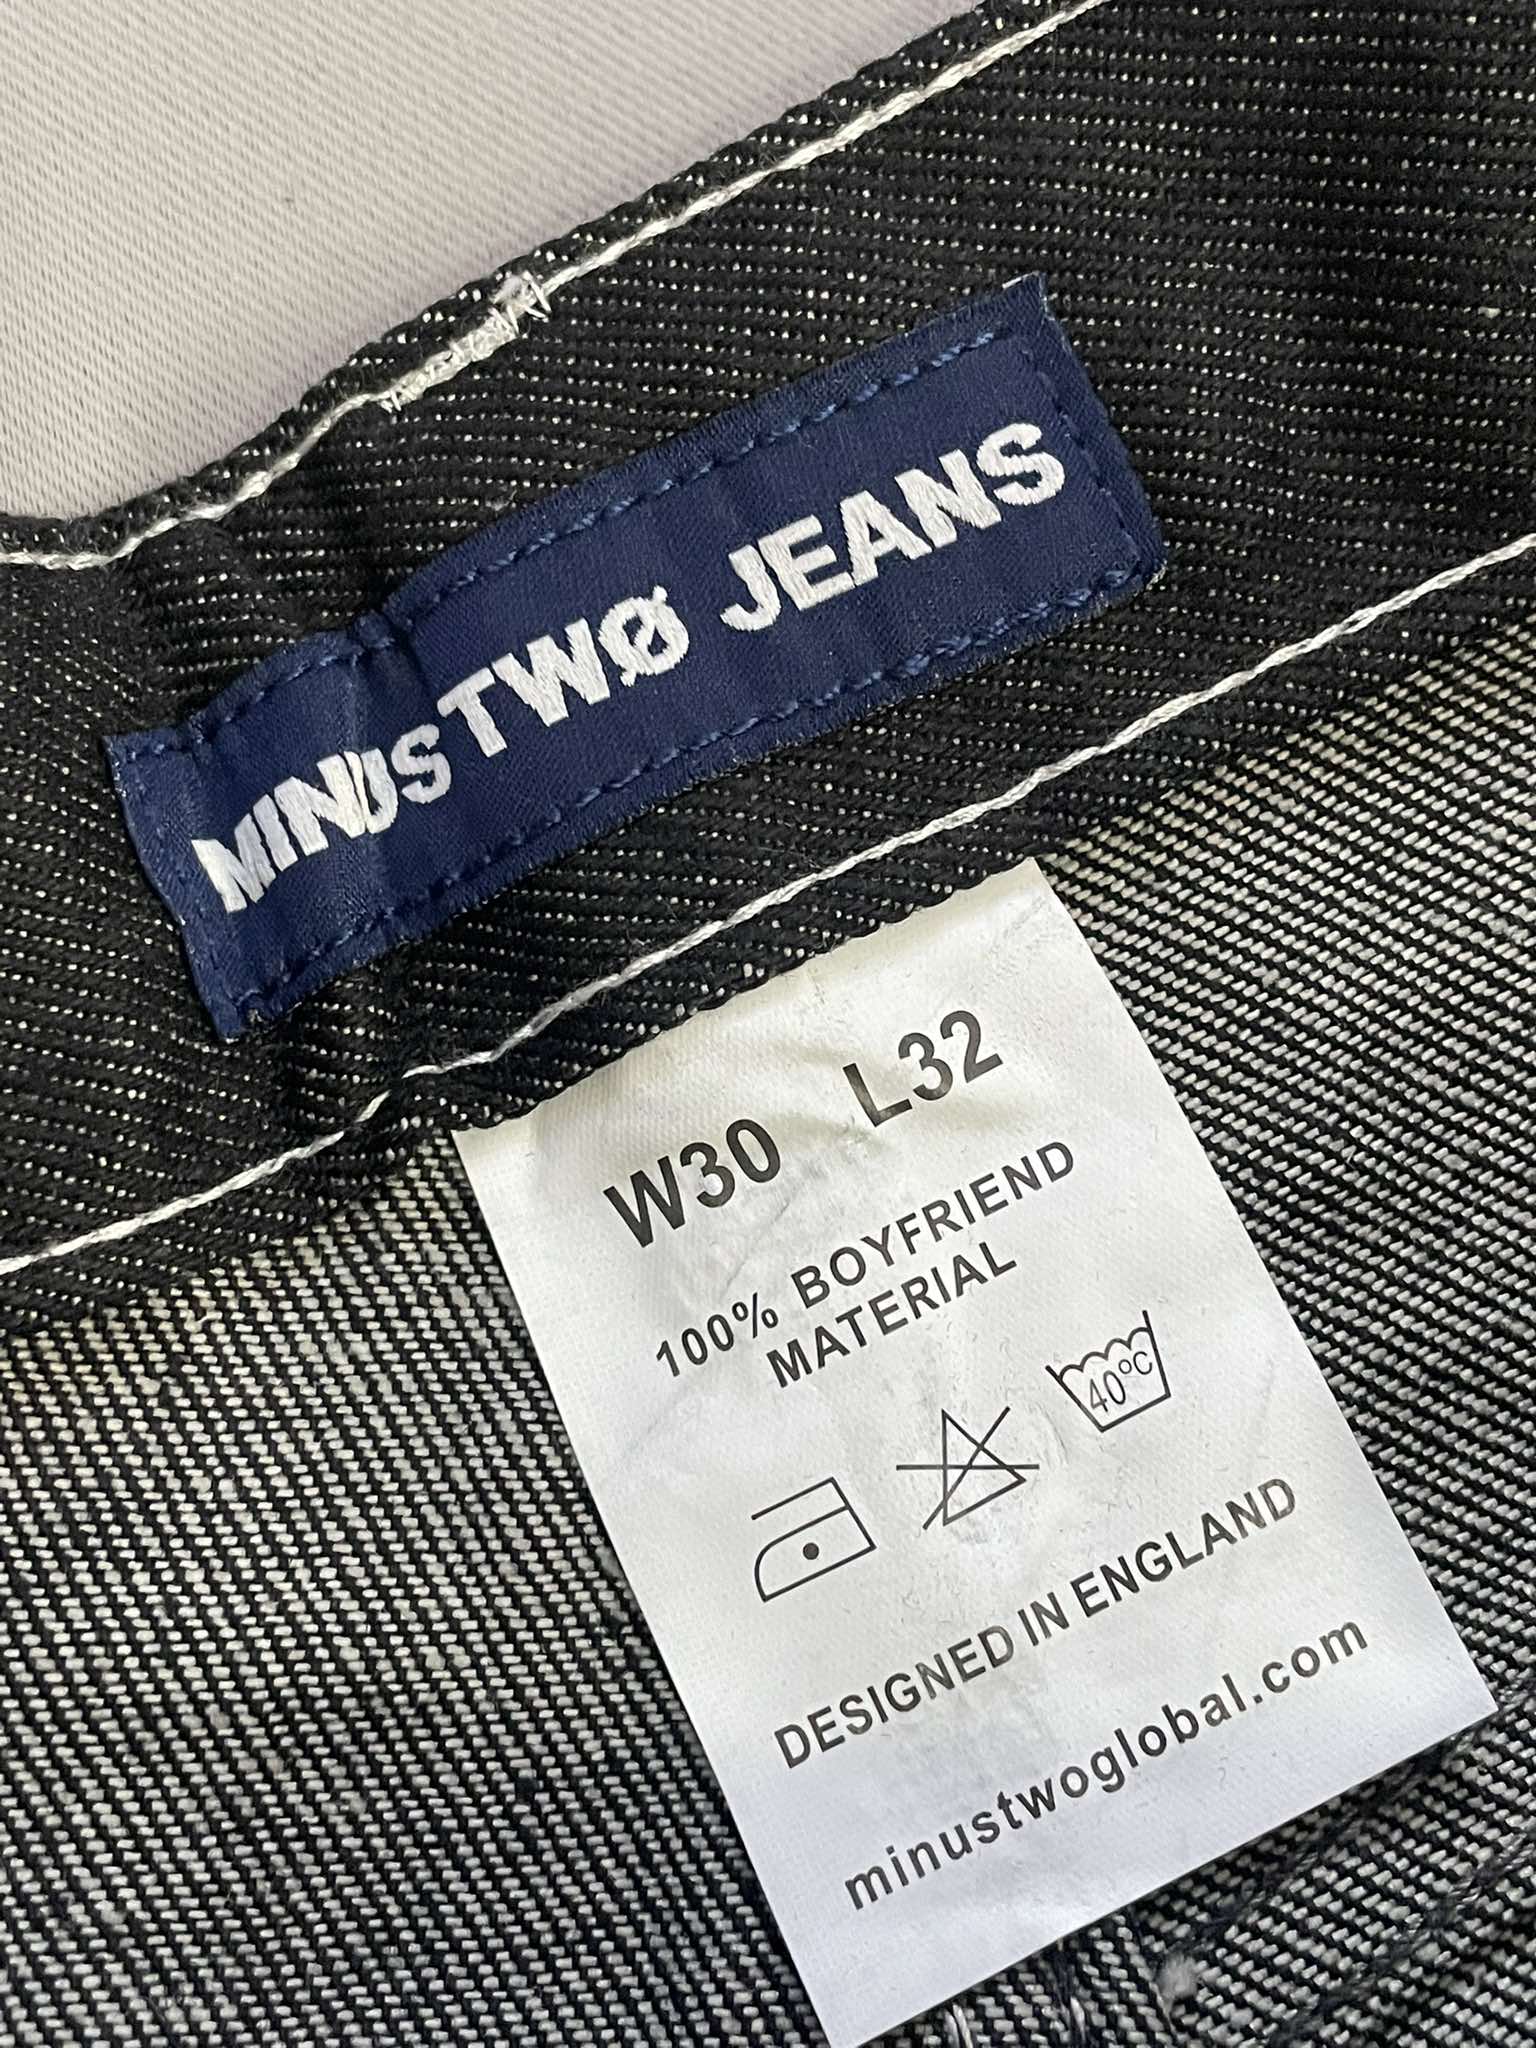 MINUS TWØ JEANS
W30 L32
100% BOYFRIEND
MATERIAL
40°C
DESIGNED IN ENGLAND
minustwoglobal.com